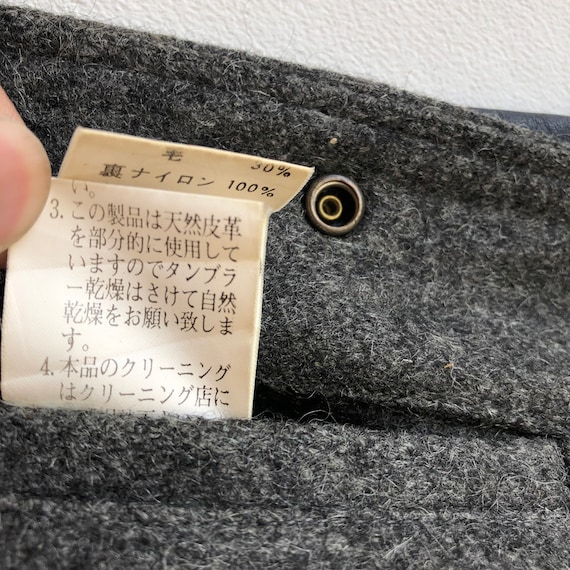 毛 30%
裏ナイロン 100%
い。
3. この製品は天然皮革
を部分的に使用して
いますのでタンブラ
ー乾燥はさけて自然
乾燥をお願い致しま
す。
4. 本品のクリーニング
はクリーニング店に